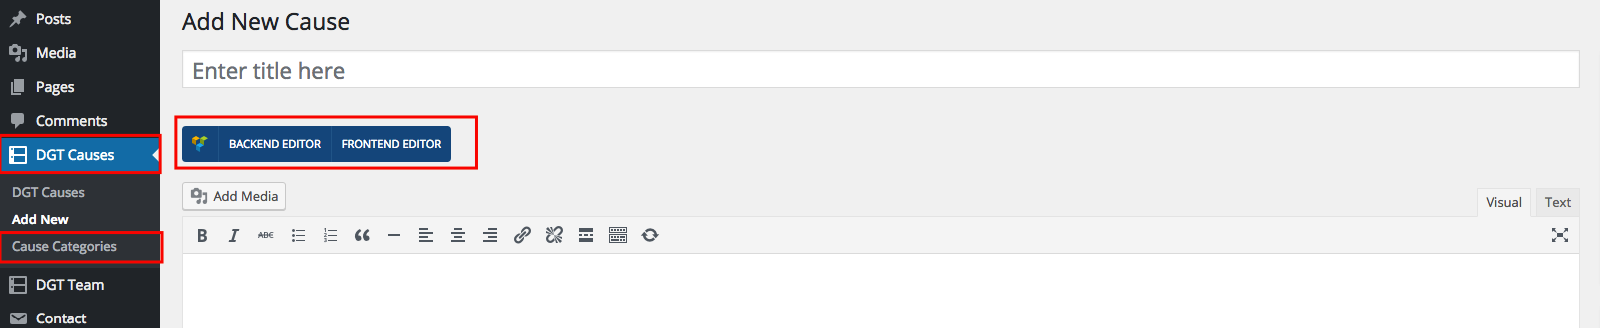 Posts
Media
Pages
Comments
DGT Causes
DGT Causes
Add New
Cause Categories
DGT Team
Contact
Add New Cause
Enter title here
BACKEND EDITOR FRONTEND EDITOR
Add Media
Visual Text
B I ABC